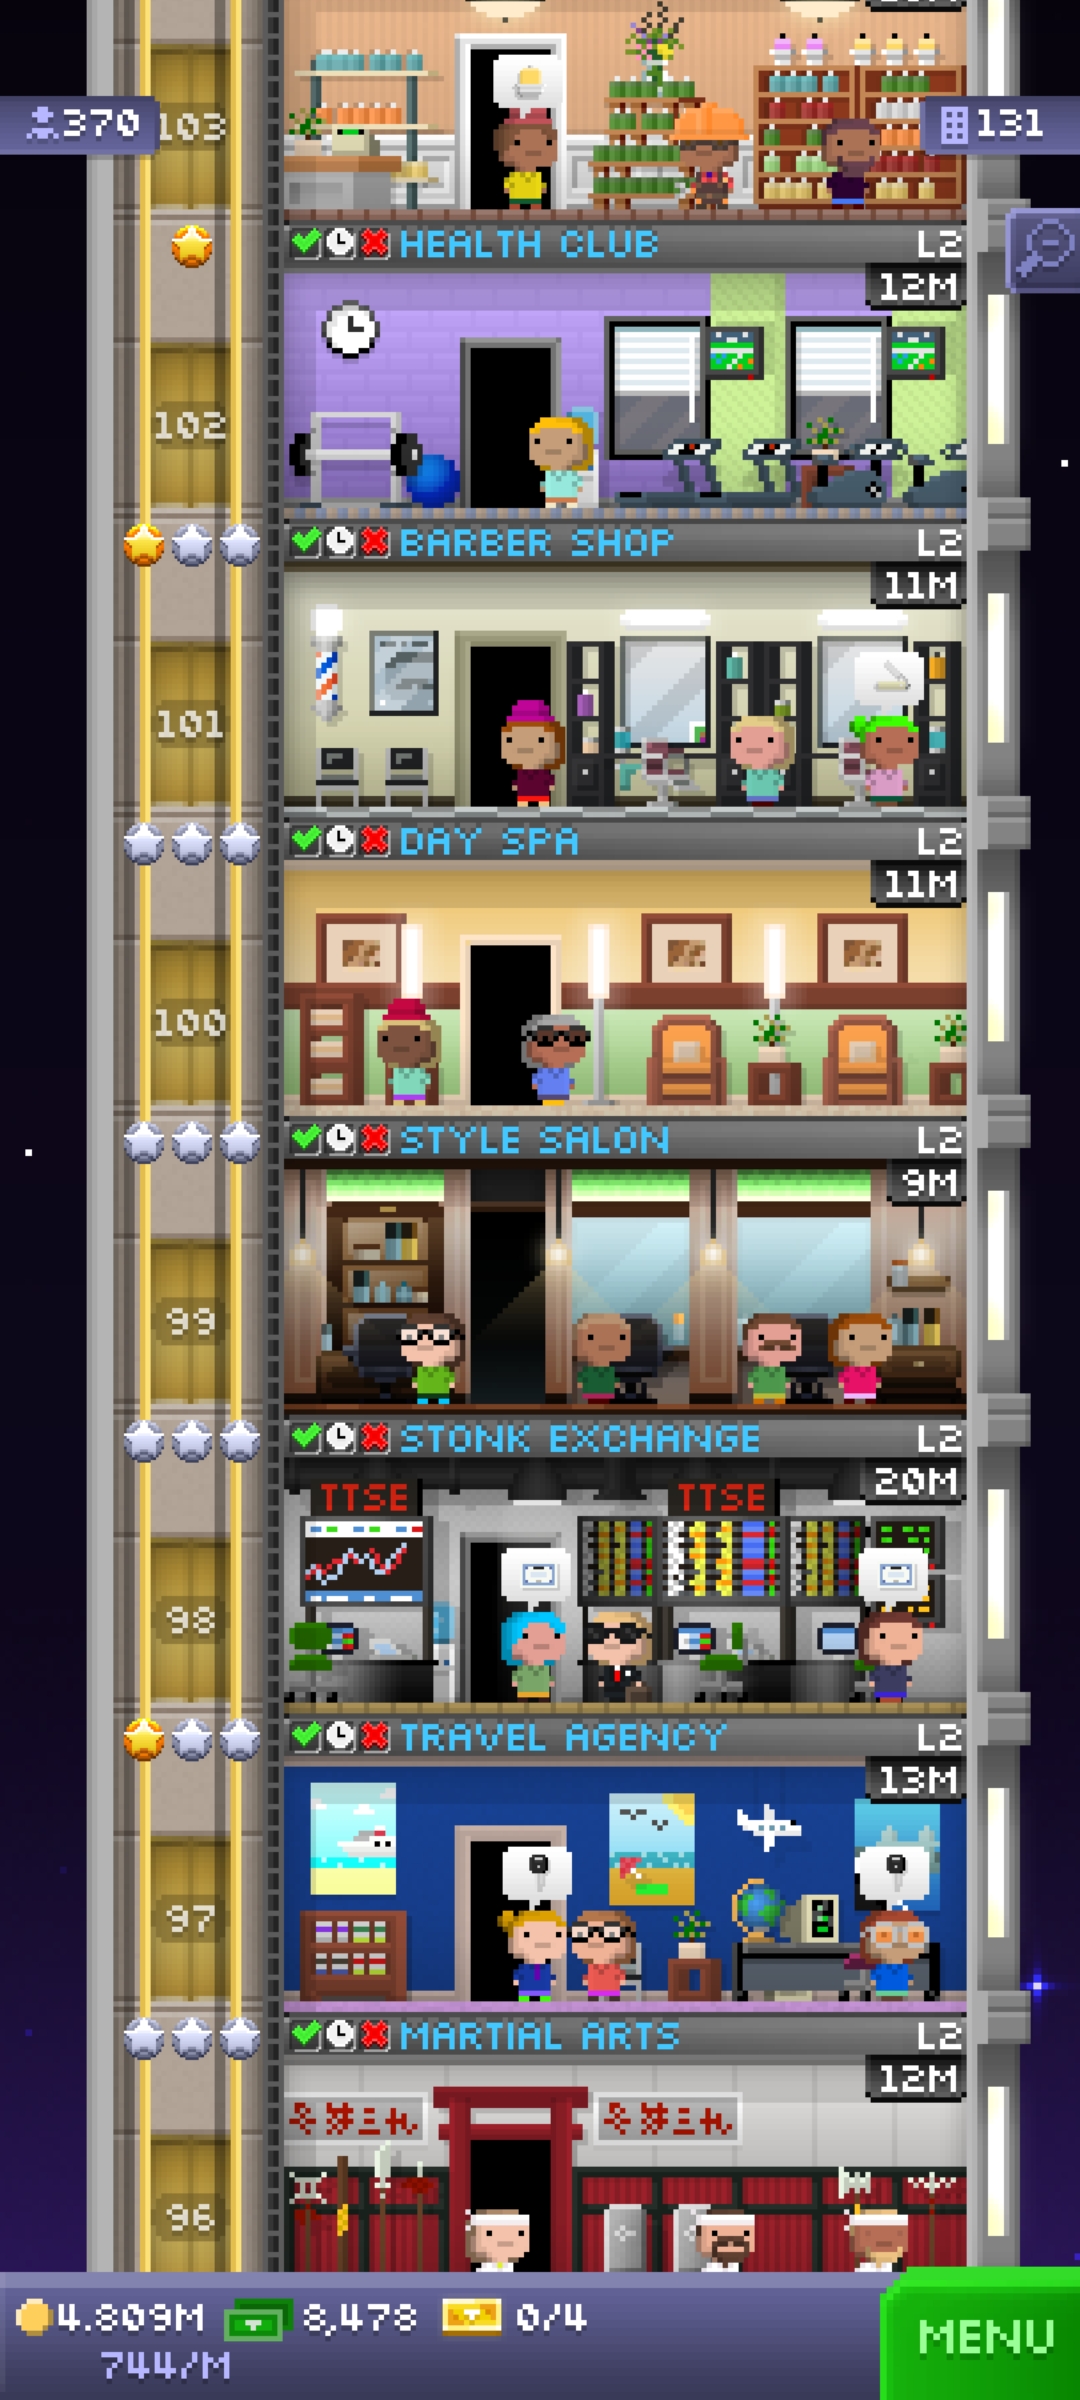 370
103
131
HEALTH CLUB L2
12M
102
BARBER SHOP L2
11M
101
DAY SPA L2
11M
100
STYLE SALON L2
9M
99
STONK EXCHANGE L2
20M
TTSE TTSE
98
TRAVEL AGENCY L2
13M
97
MARTIAL ARTS L2
12M
96
4.809M 8,478 0/4
744/M
MENU